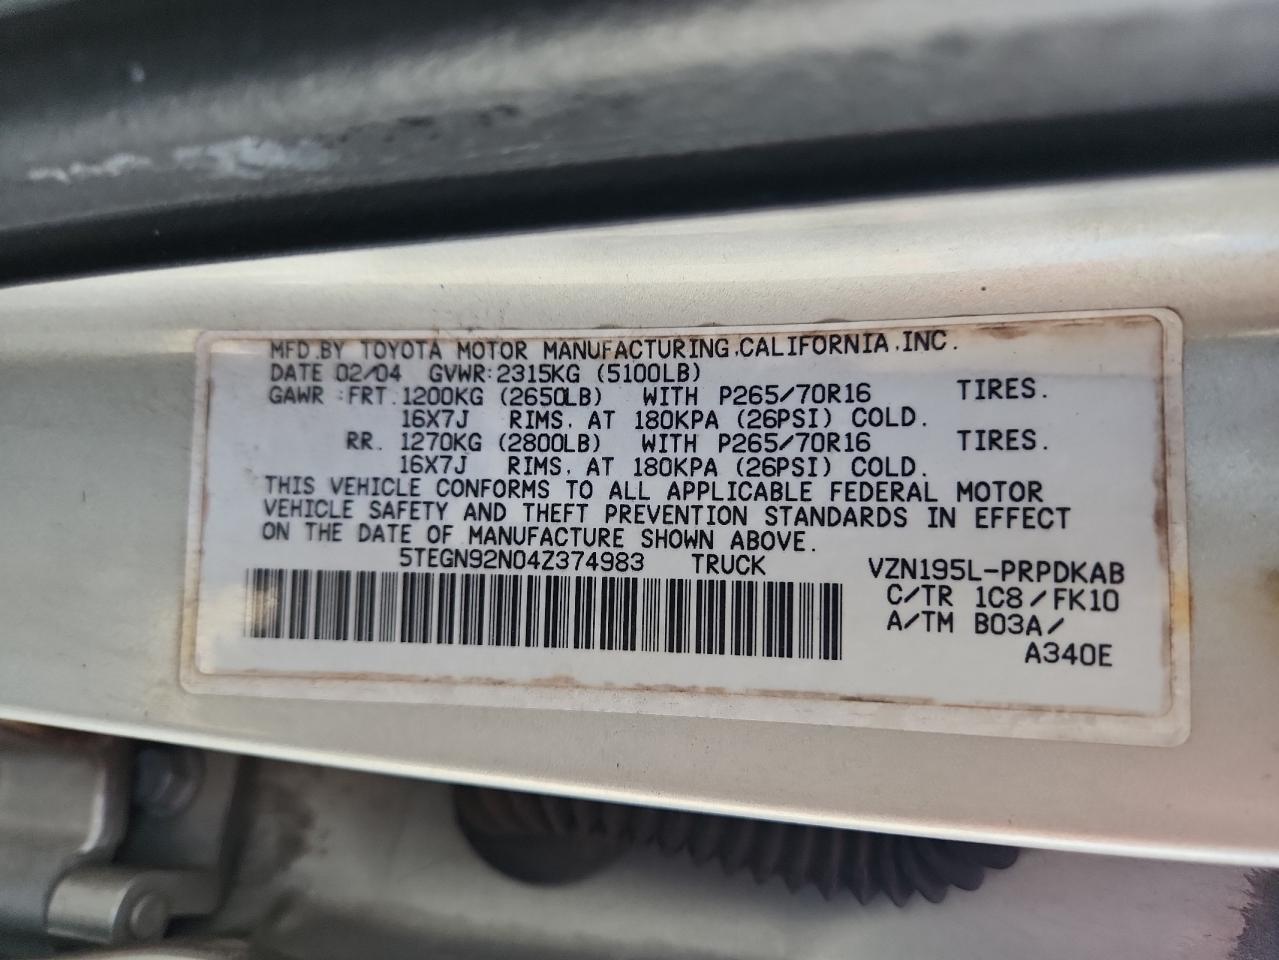 MFD.BY TOYOTA MOTOR MANUFACTURING,CALIFORNIA,INC.
DATE 02/04 GVWR:2315KG (5100LB)
GAWR :FRT.1200KG (2650LB) WITH P265/70R16 TIRES.
16X7J RIMS. AT 180KPA (26PSI) COLD.
RR. 1270KG (2800LB) WITH P265/70R16 TIRES.
16X7J RIMS. AT 180KPA (26PSI) COLD.
THIS VEHICLE CONFORMS TO ALL APPLICABLE FEDERAL MOTOR
VEHICLE SAFETY AND THEFT PREVENTION STANDARDS IN EFFECT
ON THE DATE OF MANUFACTURE SHOWN ABOVE.
5TEGN92N04Z374983 TRUCK VZN195L-PRPDKAB
C/TR 1C8/FK10
A/TM B03A/
A340E